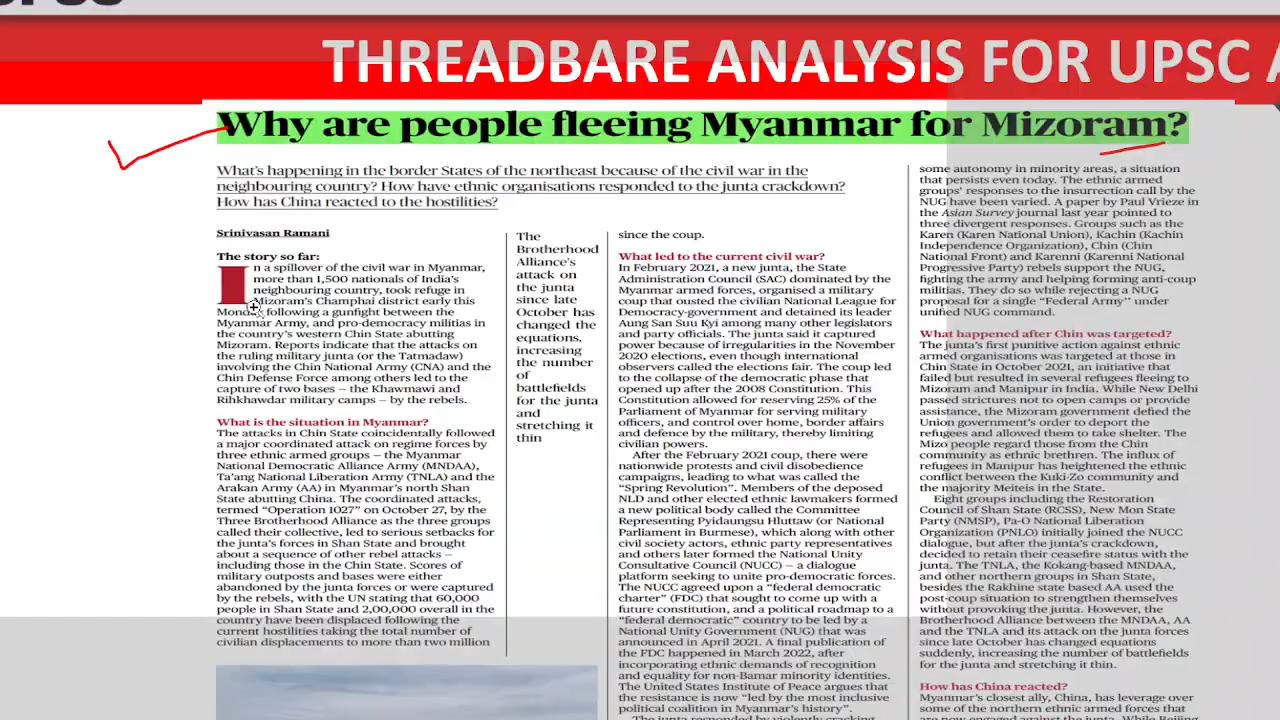 THREADBARE ANALYSIS FOR UPSC
Why are people fleeing Myanmar for Mizoram?
What's happening in the border States of the northeast because of the civil war in the
neighbouring country? How have ethnic organisations responded to the junta crackdown?
How has China reacted to the hostilities?
Srinivasan Ramani
The story so far:
In a spillover of the civil war in Myanmar,
more than 1,500 nationals of India's
neighbouring country, took refuge in
Mizoram's Champhai district early this
Monday following a gunfight between the
Myanmar Army, and pro-democracy militias in
the country's western Chin State abutting
Mizoram. Reports indicate that the attacks on
the ruling military junta (or the Tatmadaw)
involving the Chin National Army (CNA) and the
Chin Defense Force among others led to the
capture of two bases – the Khawmawi and
Rihkhawdar military camps – by the rebels.
What is the situation in Myanmar?
The attacks in Chin State coincidentally followed
a major coordinated attack on regime forces by
three ethnic armed groups – the Myanmar
National Democratic Alliance Army (MNDAA),
Ta'ang National Liberation Army (TNLA) and the
Arakan Army (AA) in Myanmar's north Shan
State abutting China. The coordinated attacks,
termed "Operation 1027" on October 27, by the
Three Brotherhood Alliance as the three groups
called their collective, led to serious setbacks for
the junta's forces in Shan State and brought
about a sequence of other rebel attacks –
including those in the Chin State. Scores of
military outposts and bases were either
abandoned by the junta forces or were captured
by the rebels, with the UN stating that 60,000
people in Shan State and 2,00,000 overall in the
country have been displaced following the
current hostilities taking the total number of
civilian displacements to more than two million
The
Brotherhood
Alliance's
attack on
the junta
since late
October has
changed the
equations,
increasing
the number
of
battlefields
for the junta
and
stretching it
thin
since the coup.
What led to the current civil war?
In February 2021, a new junta, the State
Administration Council (SAC) dominated by the
Myanmar armed forces, organised a military
coup that ousted the civilian National League for
Democracy-government and detained its leader
Aung San Suu Kyi among many other legislators
and party officials. The junta said it captured
power because of irregularities in the November
2020 elections, even though international
observers called the elections fair. The coup led
to the collapse of the democratic phase that
opened up after the 2008 Constitution. This
Constitution allowed for reserving 25% of the
Parliament of Myanmar for serving military
officers, and control over home, border affairs
and defence by the military, thereby limiting
civilian powers.
After the February 2021 coup, there were
nationwide protests and civil disobedience
campaigns, leading to what was called the
"Spring Revolution". Members of the deposed
NLD and other elected ethnic lawmakers formed
a new political body called the Committee
Representing Pyidaungsu Hluttaw (or National
Parliament in Burmese), which along with other
civil society actors, ethnic party representatives
and others later formed the National Unity
Consultative Council (NUCC) – a dialogue
platform seeking to unite pro-democratic forces.
The NUCC agreed upon a "federal democratic
charter" (FDC) that sought to come up with a
future constitution, and a political roadmap to a
"federal democratic" country to be led by a
National Unity Government (NUG) that was
announced in April 2021. A final publication of
the FDC happened in March 2022, after
incorporating ethnic demands of recognition
and equality for non-Bamar minority identities.
The United States Institute of Peace argues that
the resistance is now "led by the most inclusive
political coalition in Myanmar's history".
The junta responded by violently cracking
some autonomy in minority areas, a situation
that persists even today. The ethnic armed
groups' responses to the insurrection call by the
NUG have been varied. A paper by Paul Vrieze in
the Asian Survey journal last year pointed to
three divergent responses. Groups such as the
Karen (Karen National Union), Kachin (Kachin
Independence Organization), Chin (Chin
National Front) and Karenni (Karenni National
Progressive Party) rebels support the NUG,
fighting the army and helping forming anti-coup
militias. They do so while rejecting a NUG
proposal for a single "Federal Army" under
unified NUG command.
What happened after Chin was targeted?
The junta's first punitive action against ethnic
armed organisations was targeted at those in
Chin State in October 2021, an initiative that
failed but resulted in several refugees fleeing to
Mizoram and Manipur in India. While New Delhi
passed strictures not to open camps or provide
assistance, the Mizoram government defied the
Union government's order to deport the
refugees and allowed them to take shelter. The
Mizo people regard those from the Chin
community as ethnic brethren. The influx of
refugees in Manipur has heightened the ethnic
conflict between the Kuki-Zo community and
the majority Meiteis in the State.
Eight groups including the Restoration
Council of Shan State (RCSS), New Mon State
Party (NMSP), Pa-O National Liberation
Organization (PNLO) initially joined the NUCC
dialogue, but after the junta's crackdown,
decided to retain their ceasefire status with the
junta. The TNLA, the Kokang-based MNDAA,
and other northern groups in Shan State,
besides the Rakhine state based AA used the
post-coup situation to strengthen themselves
without provoking the junta. However, the
Brotherhood Alliance between the MNDAA, AA
and the TNLA and its attack on the junta forces
since late October has changed equations
suddenly, increasing the number of battlefields
for the junta and stretching it thin.
How has China reacted?
Myanmar's closest ally, China, has leverage over
some of the northern ethnic armed forces that
are now engaged against the junta. While Beijing